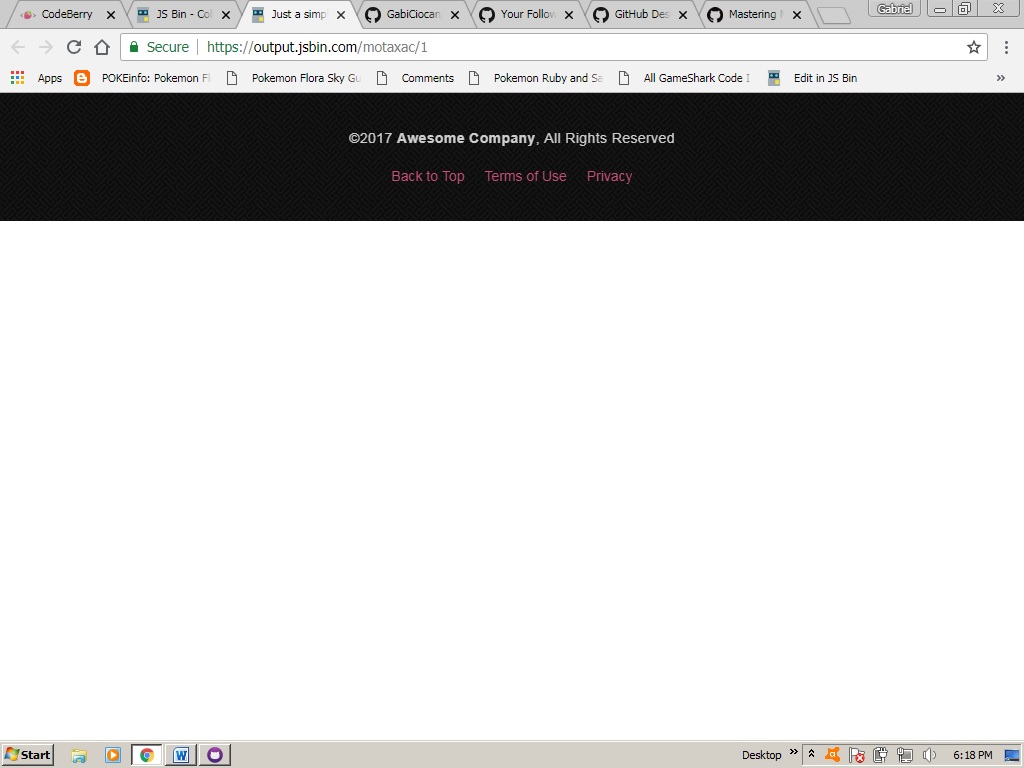 CodeBerry
JS Bin - Col
Just a simp
GabiCiocan
Your Follow
GitHub Des
Mastering
Gabriel
Secure
https://output.jsbin.com/motaxac/1
Apps
POKEinfo: Pokemon Fl
Pokemon Flora Sky Gu
Comments
Pokemon Ruby and Sa
All GameShark Code I
Edit in JS Bin
»
©2017 Awesome Company, All Rights Reserved
Back to Top Terms of Use Privacy
Start
W
Desktop
»
6:18 PM